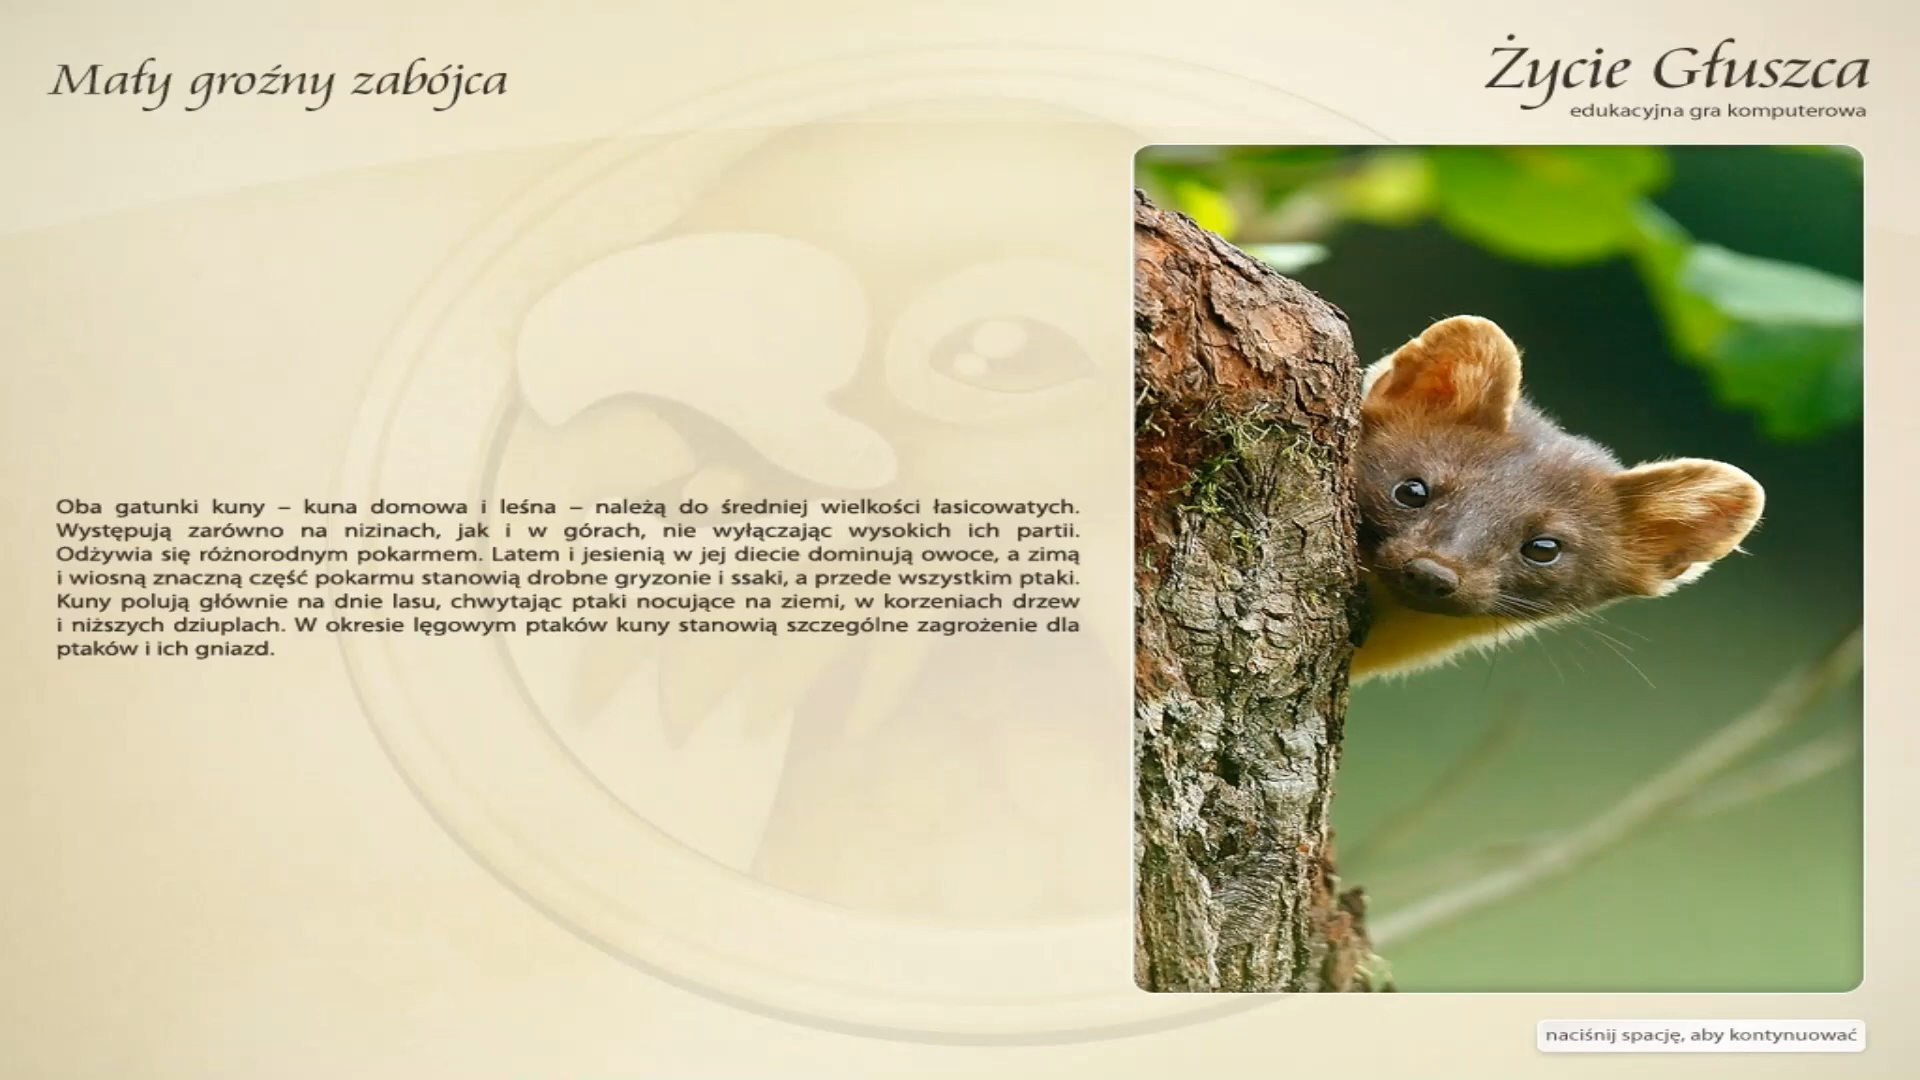 Mały groźny zabójca
Życie Głuszca
edukacyjna gra komputerowa
Oba gatunki kuny – kuna domowa i leśna – należą do średniej wielkości łasicowatych.
Występują zarówno na nizinach, jak i w górach, nie wyłączając wysokich ich partii.
Odżywia się różnorodnym pokarmem. Latem i jesienią w jej diecie dominują owoce, a zimą
i wiosną znaczną część pokarmu stanowią drobne gryzonie i ssaki, a przede wszystkim ptaki.
Kuny polują głównie na dnie lasu, chwytając ptaki nocujące na ziemi, w korzeniach drzew
i niższych dziuplach. W okresie lęgowym ptaków kuny stanowią szczególne zagrożenie dla
ptaków i ich gniazd.
naciśnij spację, aby kontynuować